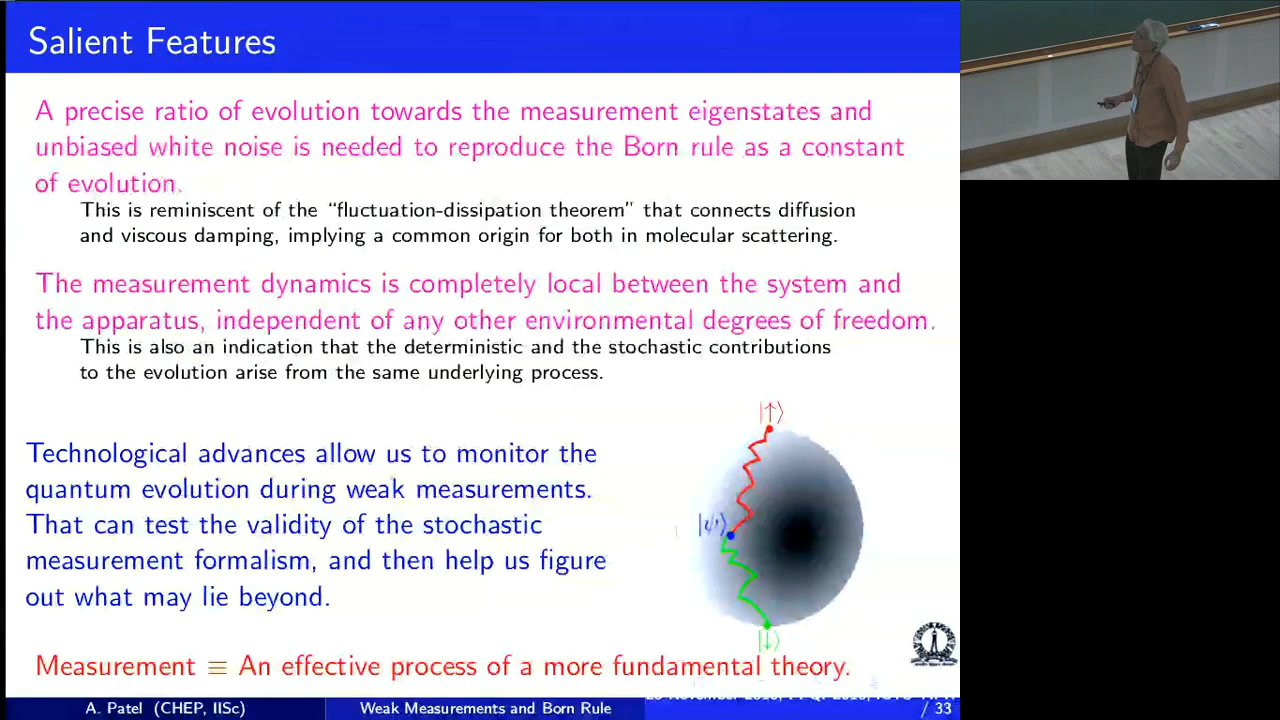 Salient Features
A precise ratio of evolution towards the measurement eigenstates and
unbiased white noise is needed to reproduce the Born rule as a constant
of evolution.
This is reminiscent of the “fluctuation-dissipation theorem” that connects diffusion
and viscous damping, implying a common origin for both in molecular scattering.
The measurement dynamics is completely local between the system and
the apparatus, independent of any other environmental degrees of freedom.
This is also an indication that the deterministic and the stochastic contributions
to the evolution arise from the same underlying process.
|↑⟩
Technological advances allow us to monitor the
quantum evolution during weak measurements.
That can test the validity of the stochastic
|ψ⟩
measurement formalism, and then help us figure
out what may lie beyond.
|↓⟩
Measurement ≡ An effective process of a more fundamental theory.
A. Patel (CHEP, IISc)
Weak Measurements and Born Rule
/ 33